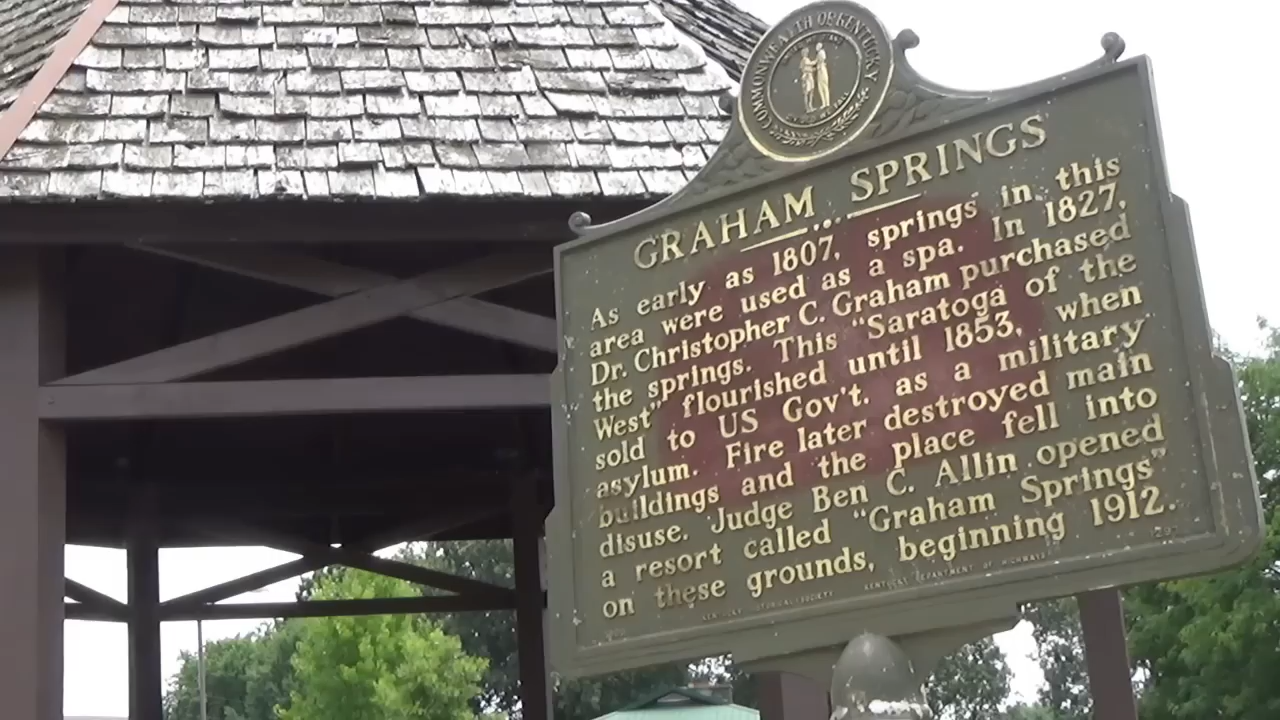 COMMONWEALTH OF KENTUCKY
GRAHAM SPRINGS
As early as 1807, springs in this
area were used as a spa. In 1827,
Dr. Christopher C. Graham purchased
the springs. This "Saratoga of the
West" flourished until 1853, when
sold to US Gov't. as a military
asylum. Fire later destroyed main
buildings and the place fell into
disuse. Judge Ben C. Allin opened
a resort called "Graham Springs"
on these grounds, beginning 1912.
KENTUCKY HISTORICAL SOCIETY KENTUCKY DEPARTMENT OF HIGHWAYS